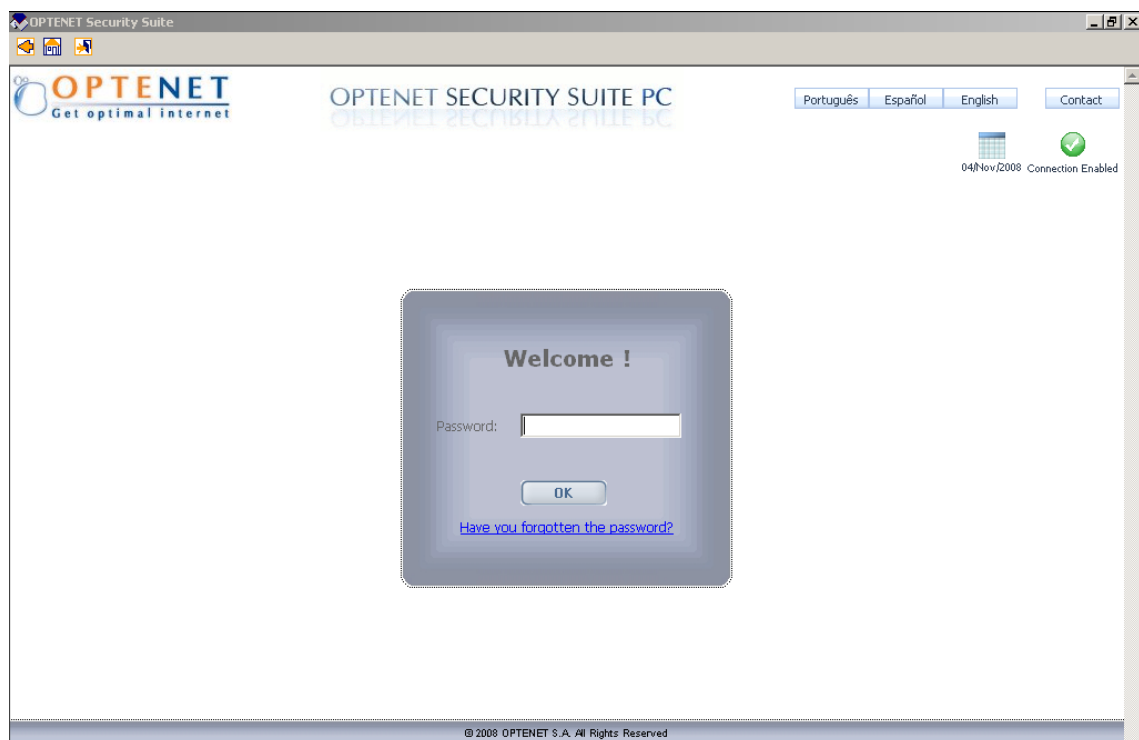 OPTENET Security Suite
OPTENET
Get optimal internet
OPTENET SECURITY SUITE PC
Português Español English Contact
04/Nov/2008 Connection Enabled
Welcome !
Password:
OK
Have you forgotten the password?
@ 2008 OPTENET S.A. All Rights Reserved